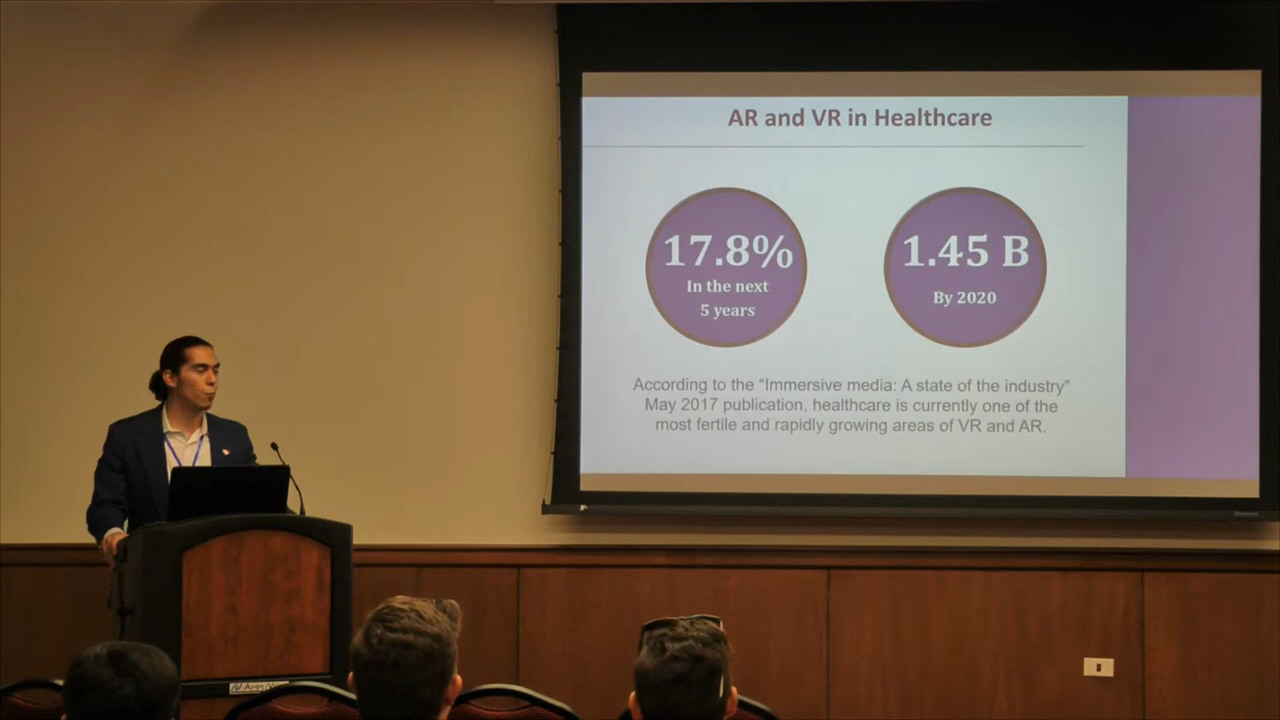 AR and VR in Healthcare
17.8%
In the next
5 years
1.45 B
By 2020
According to the “Immersive media: A state of the industry”
May 2017 publication, healthcare is currently one of the
most fertile and rapidly growing areas of VR and AR.